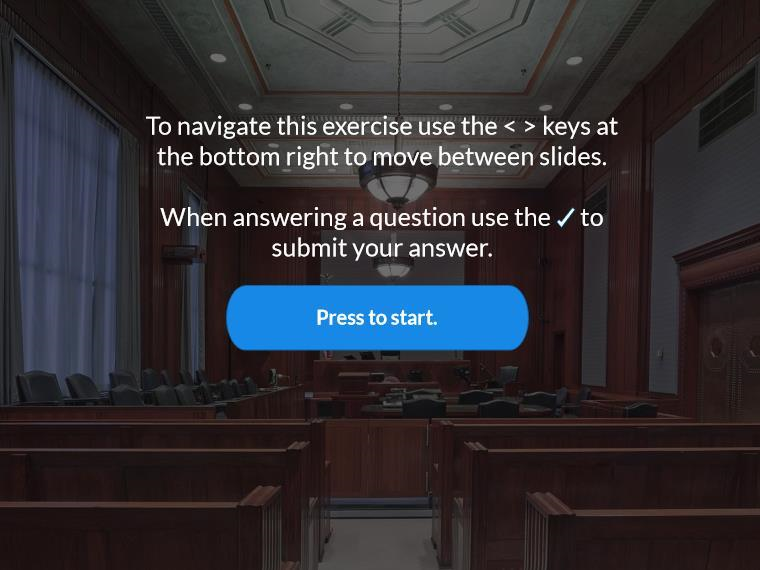 To navigate this exercise use the < > keys at
the bottom right to move between slides.
When answering a question use the ✓ to
submit your answer.
Press to start.